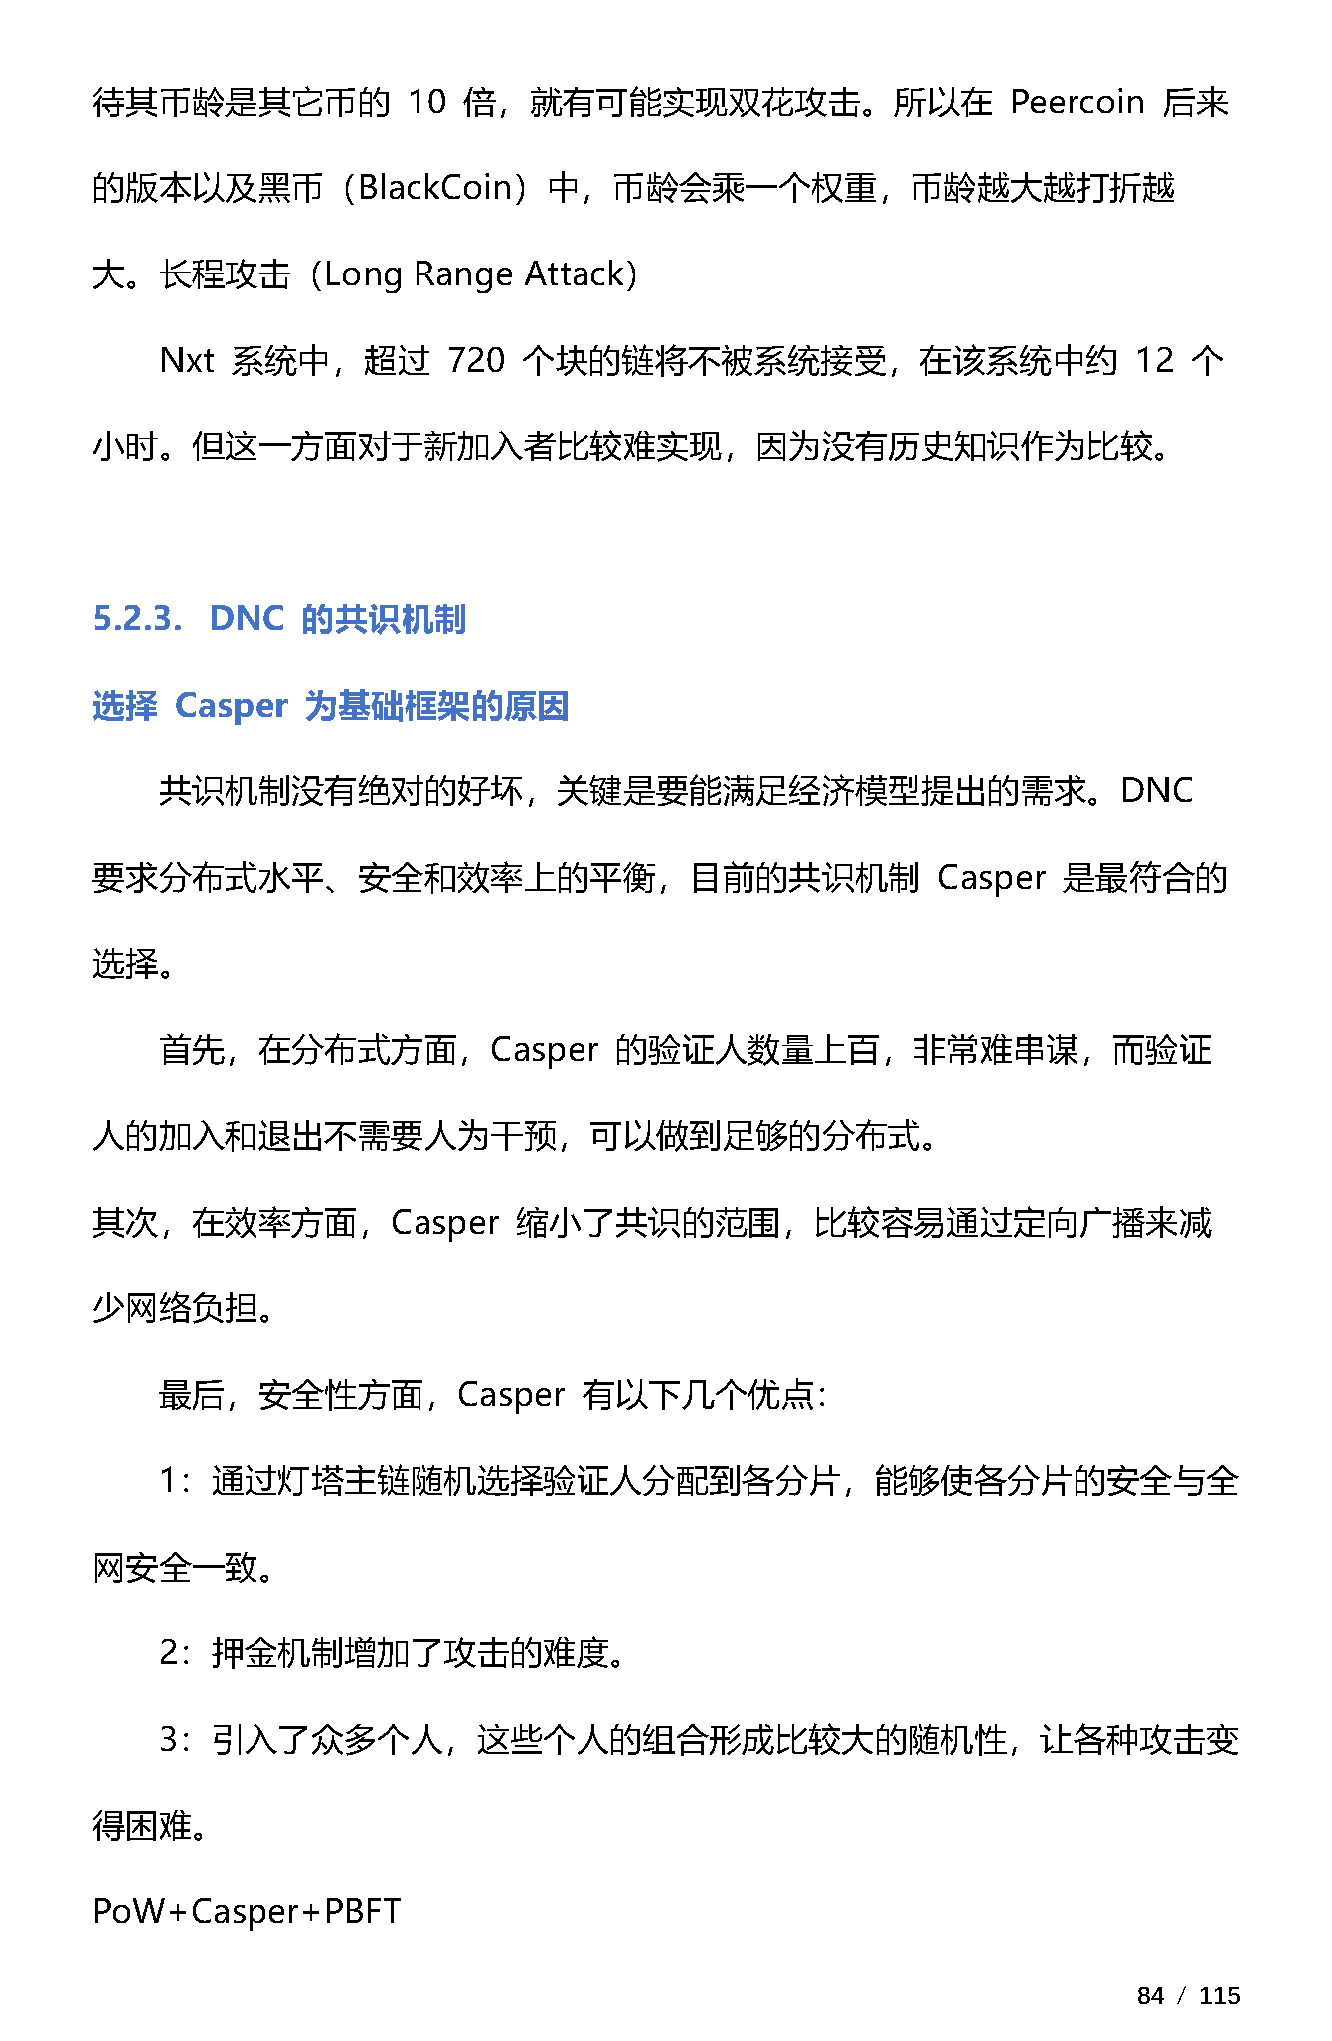 待其币龄是其它币的 10 倍，就有可能实现双花攻击。所以在 Peercoin 后来
的版本以及黑币（BlackCoin）中，币龄会乘一个权重，币龄越大越打折越
大。长程攻击（Long Range Attack）
Nxt 系统中，超过 720 个块的链将不被系统接受，在该系统中约 12 个
小时。但这一方面对于新加入者比较难实现，因为没有历史知识作为比较。
5.2.3. DNC 的共识机制
选择 Casper 为基础框架的原因
共识机制没有绝对的好坏，关键是要能满足经济模型提出的需求。DNC
要求分布式水平、安全和效率上的平衡，目前的共识机制 Casper 是最符合的
选择。
首先，在分布式方面，Casper 的验证人数量上百，非常难串谋，而验证
人的加入和退出不需要人为干预，可以做到足够的分布式。
其次，在效率方面，Casper 缩小了共识的范围，比较容易通过定向广播来减
少网络负担。
最后，安全性方面，Casper 有以下几个优点：
1：通过灯塔主链随机选择验证人分配到各分片，能够使各分片的安全与全
网安全一致。
2：押金机制增加了攻击的难度。
3：引入了众多个人，这些个人的组合形成比较大的随机性，让各种攻击变
得困难。
PoW+Casper+PBFT
84 / 115